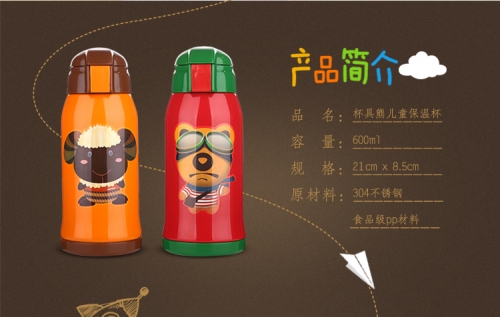 产品简介
品 名：杯具熊儿童保温杯
容 量：600ml
规 格：21cm x 8.5cm
原材料：304不锈钢
食品级pp材料